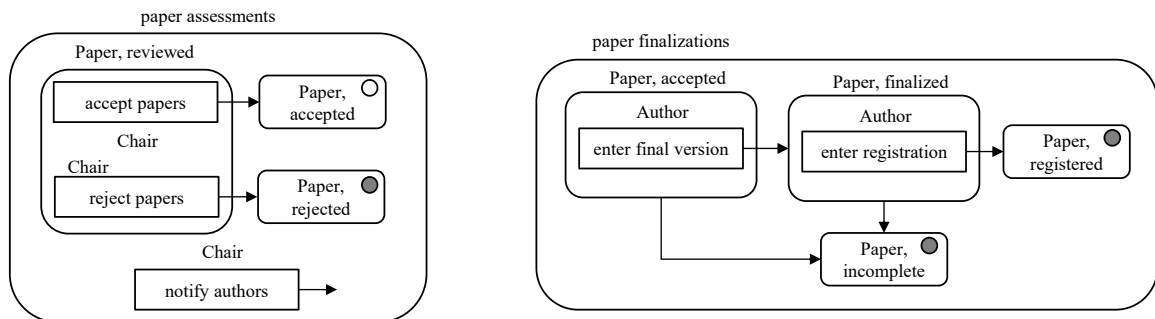 paper assessments
Paper, reviewed
accept papers
Paper,
accepted
Chair
Chair
reject papers
Paper,
rejected
Chair
notify authors
paper finalizations
Paper, accepted
Paper, finalized
Author
enter final version
Author
enter registration
Paper,
registered
Paper,
incomplete